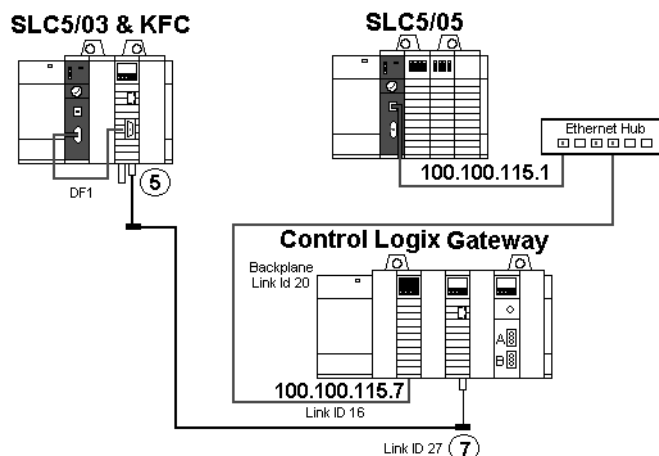 SLC5/03 & KFC
SLC5/05
Ethernet Hub
100.100.115.1
DF1
5
Control Logix Gateway
Backplane
Link Id 20
A
B
100.100.115.7
Link ID 16
Link ID 27
7